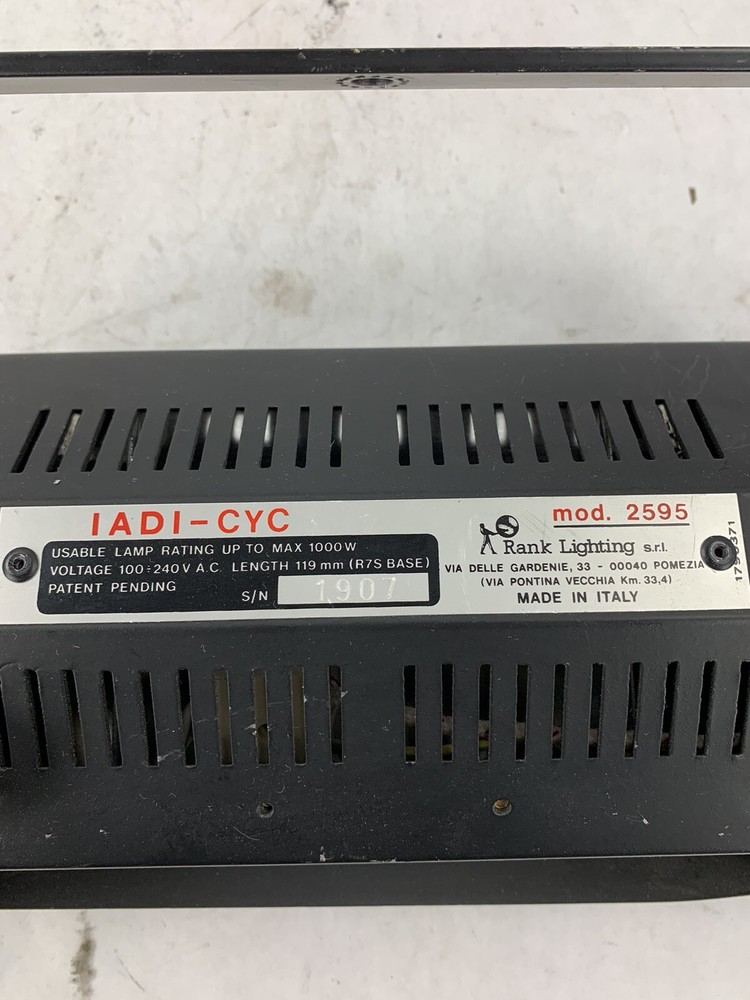 IADI-CYC
USABLE LAMP RATING UP TO MAX 1000W
VOLTAGE 100÷240V A.C. LENGTH 119 mm (R7S BASE)
PATENT PENDING
S/N 1907
mod. 2595
Rank Lighting s.r.l.
VIA DELLE GARDENIE, 33 - 00040 POMEZIA
(VIA PONTINA VECCHIA Km. 33,4)
MADE IN ITALY